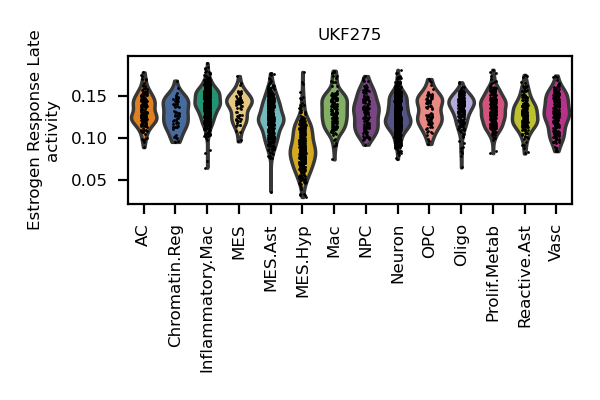 UKF275
Estrogen Response Late
activity
0.15
0.10
0.05
AC
Chromatin.Reg
Inflammatory.Mac
MES
MES.Ast
MES.Hyp
Mac
NPC
Neuron
OPC
Oligo
Prolif.Metab
Reactive.Ast
Vasc